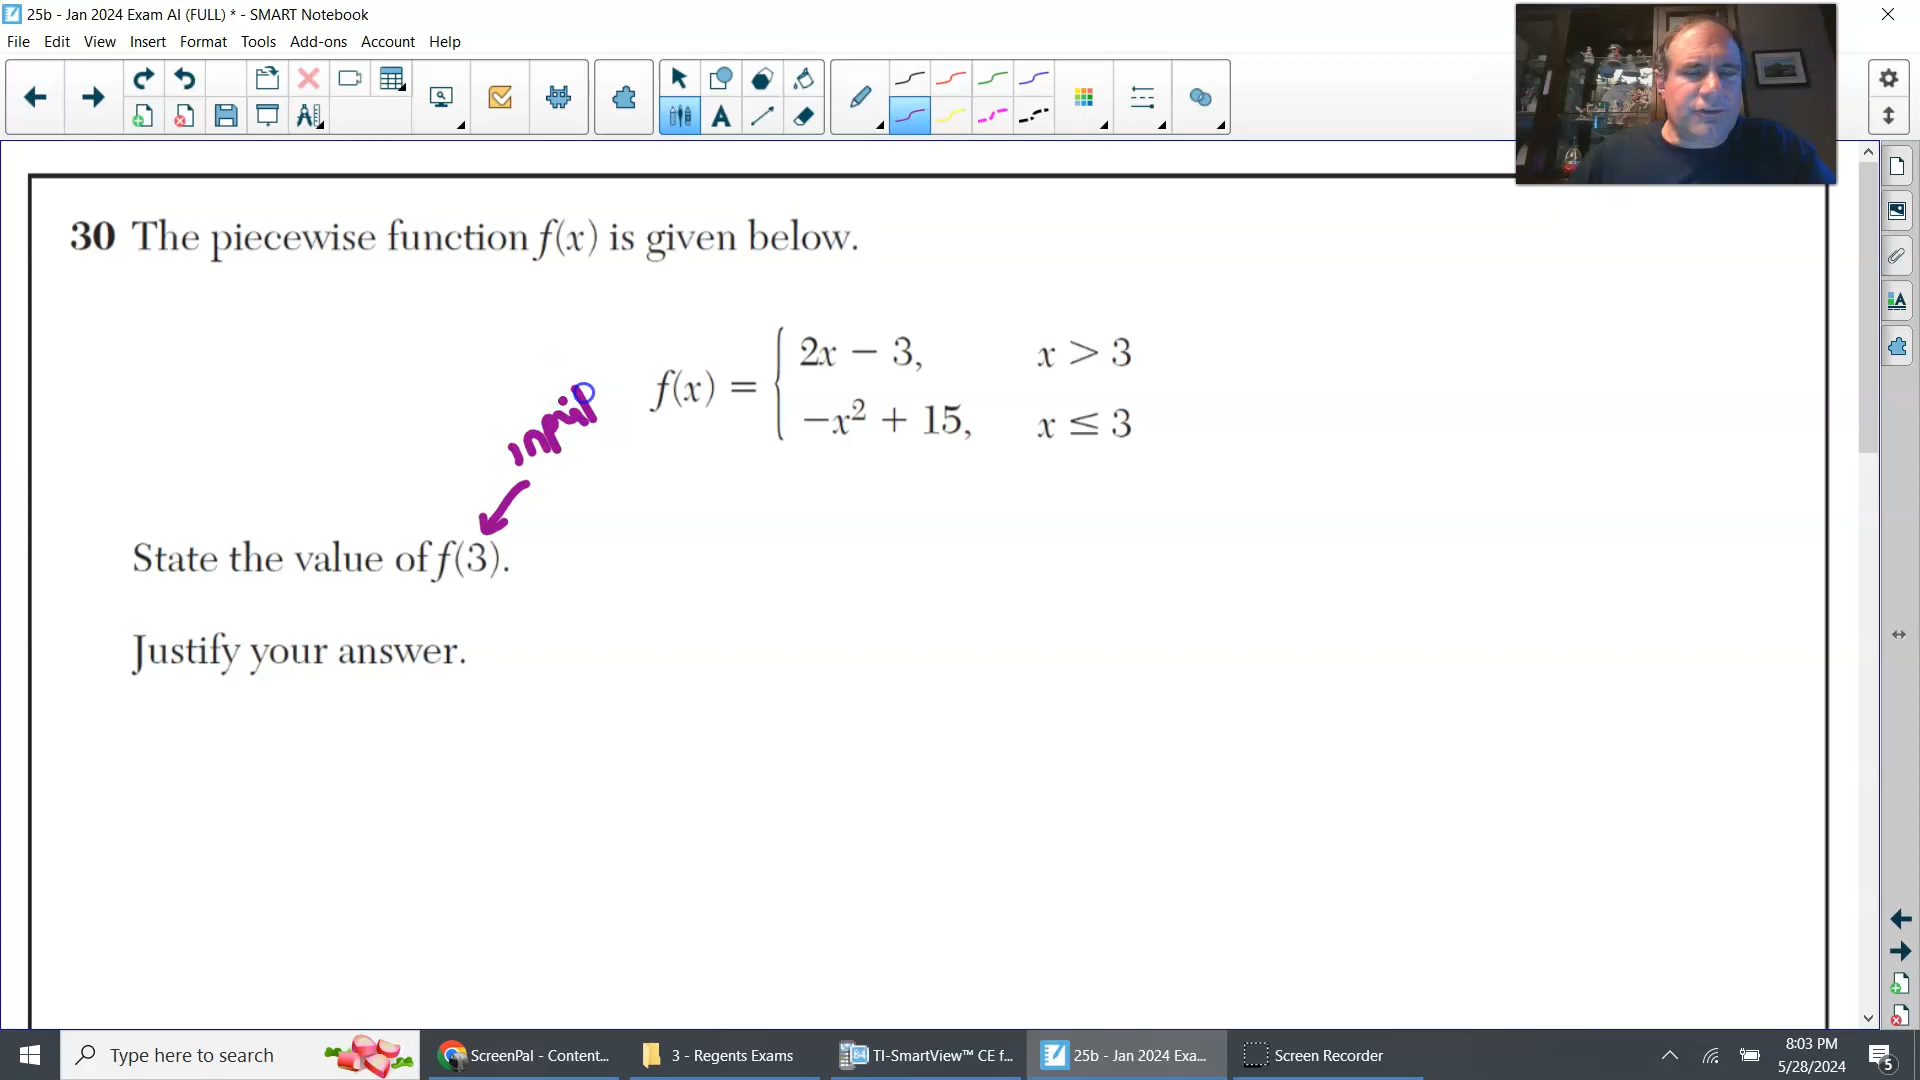 25b - Jan 2024 Exam AI (FULL) * - SMART Notebook
File Edit View Insert Format Tools Add-ons Account Help
30 The piecewise function f(x) is given below.
2x − 3, x > 3
f(x) =
−x² + 15, x ≤ 3
input
State the value of f(3).
Justify your answer.
Type here to search
ScreenPal - Content...
3 - Regents Exams
84
TI-SmartView™ CE f...
25b - Jan 2024 Exa...
Screen Recorder
8:03 PM
5/28/2024
5